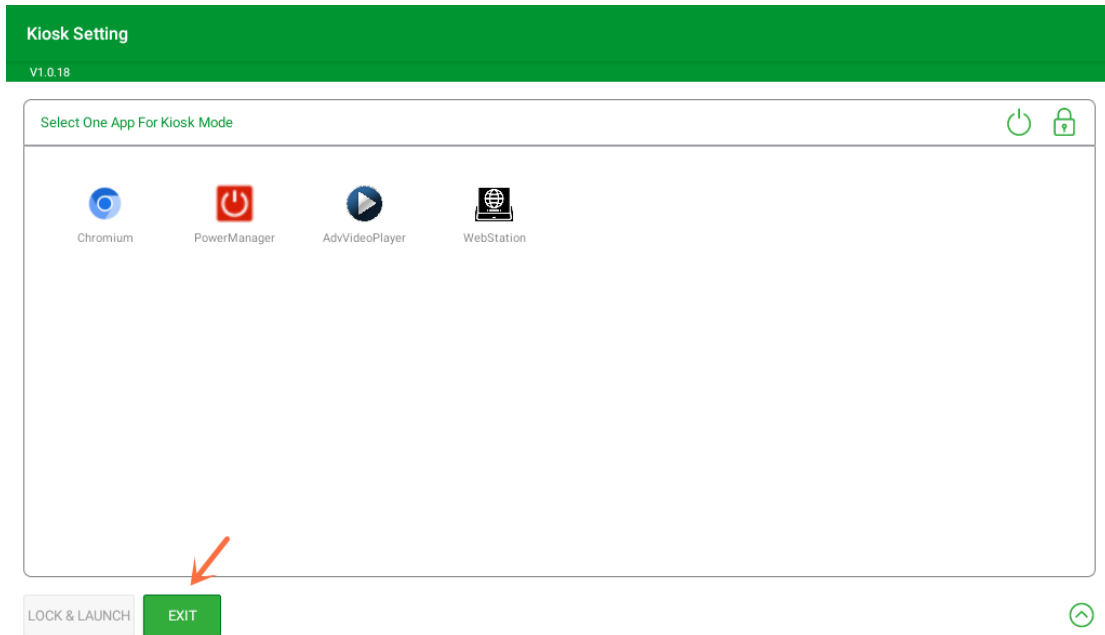 Kiosk Setting
V1.0.18
Select One App For Kiosk Mode
Chromium PowerManager AdvVideoPlayer WebStation
LOCK & LAUNCH EXIT